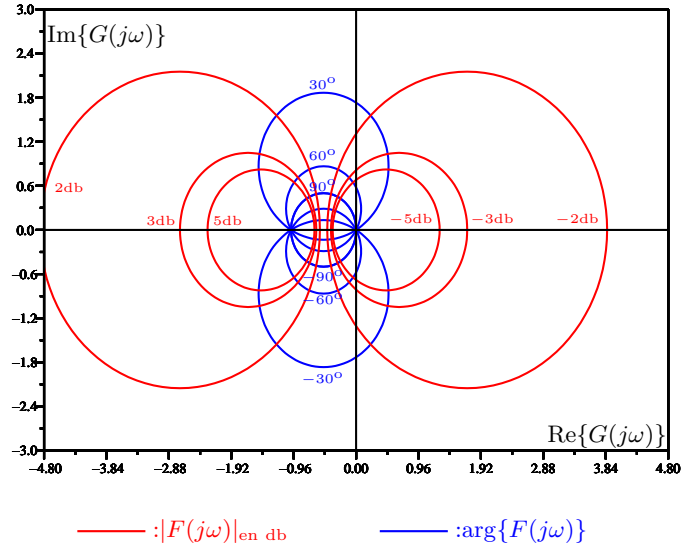 3.0
Im{G(jω)}
2.4
30°
1.8
1.2
60°
0.6
2db
90°
3db
5db
−5db
−3db
−2db
0.0
−0.6
−90°
−60°
−1.2
−1.8
−30°
−2.4
Re{G(jω)}
−3.0
−4.80 −3.84 −2.88 −1.92 −0.96 0.00 0.96 1.92 2.88 3.84 4.80
:|F(jω)|en db
:arg{F(jω)}